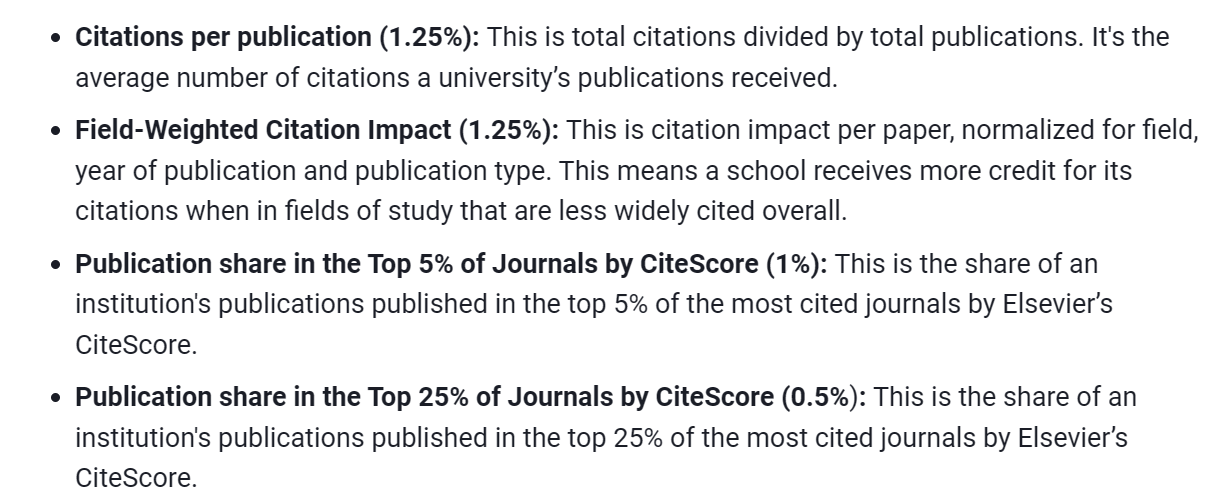 • Citations per publication (1.25%): This is total citations divided by total publications. It's the
average number of citations a university’s publications received.
• Field-Weighted Citation Impact (1.25%): This is citation impact per paper, normalized for field,
year of publication and publication type. This means a school receives more credit for its
citations when in fields of study that are less widely cited overall.
• Publication share in the Top 5% of Journals by CiteScore (1%): This is the share of an
institution's publications published in the top 5% of the most cited journals by Elsevier’s
CiteScore.
• Publication share in the Top 25% of Journals by CiteScore (0.5%): This is the share of an
institution's publications published in the top 25% of the most cited journals by Elsevier’s
CiteScore.